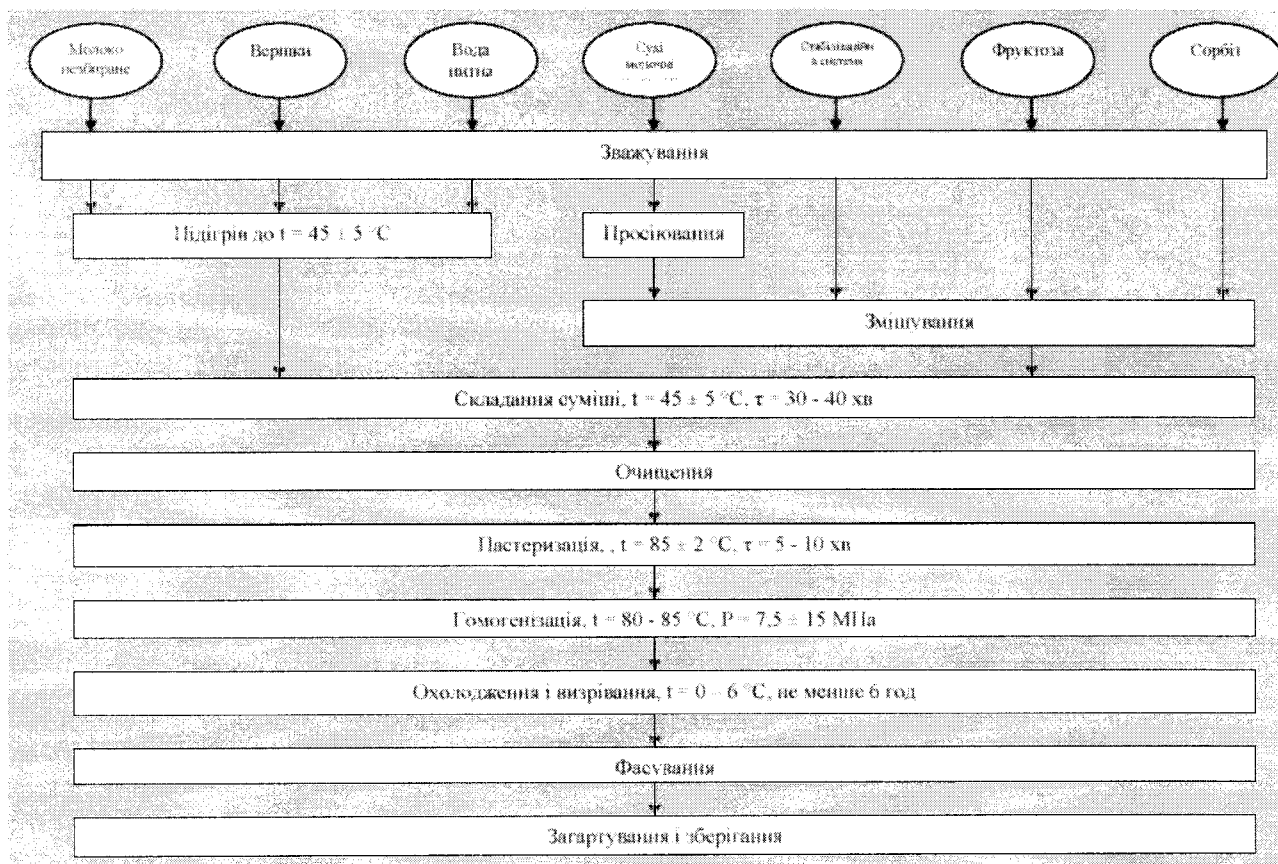 Молоко
незбиране
Вершки
Вода
питна
Сухі
молочні
Стабілізаційн
а система
Фруктоза
Сорбіт
Зважування
Підігрів до t = 45 ± 5 °C
Просіювання
Змішування
Складання суміші, t = 45 ± 5 °C, τ = 30 - 40 хв
Очищення
Пастеризація, , t = 85 ± 2 °C, τ = 5 - 10 хв
Гомогенізація, t = 80 - 85 °C, P = 7,5 ± 15 МПа
Охолодження і визрівання, t = 0 – 6 °C, не менше 6 год
Фасування
Загартування і зберігання